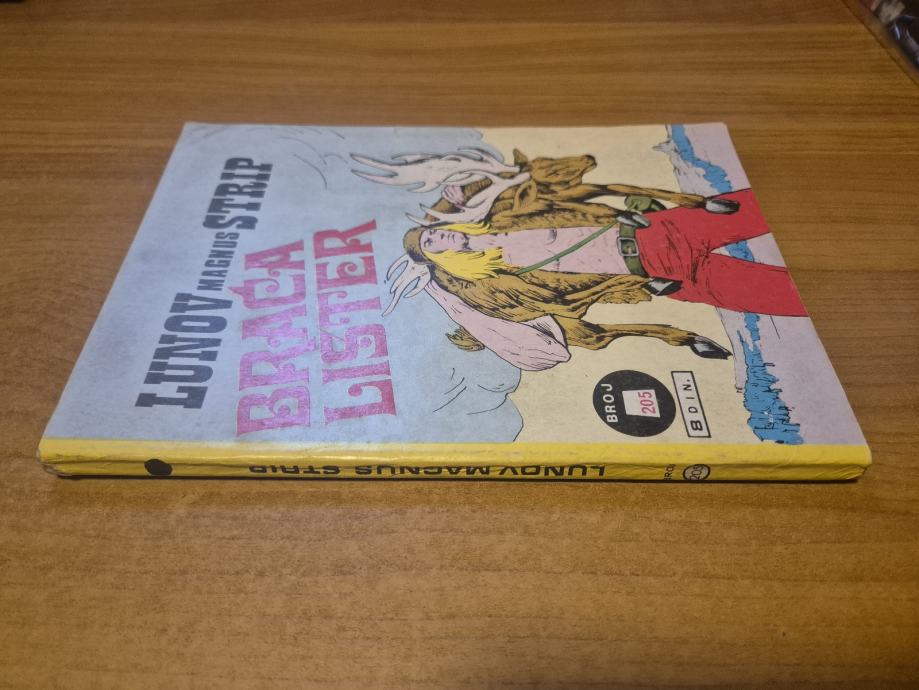 LUNOV MAGNUS STRIP
BRAĆA
LISTER
BROJ
205
8 DIN.
LUNOV MAGNUS STRIP
BROJ
205